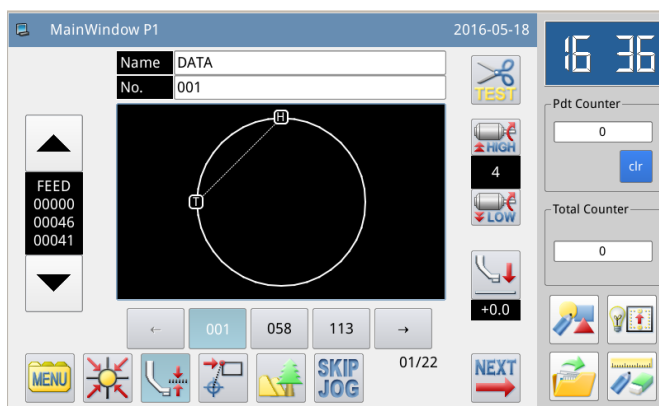 MainWindow P1
2016-05-18
16 36
Name DATA
No. 001
TEST
H
T
HIGH
4
LOW
+0.0
FEED
00000
00046
00041
Pdt Counter
0
clr
Total Counter
0
← 001 058 113 →
01/22
MENU
SKIP
JOG
NEXT